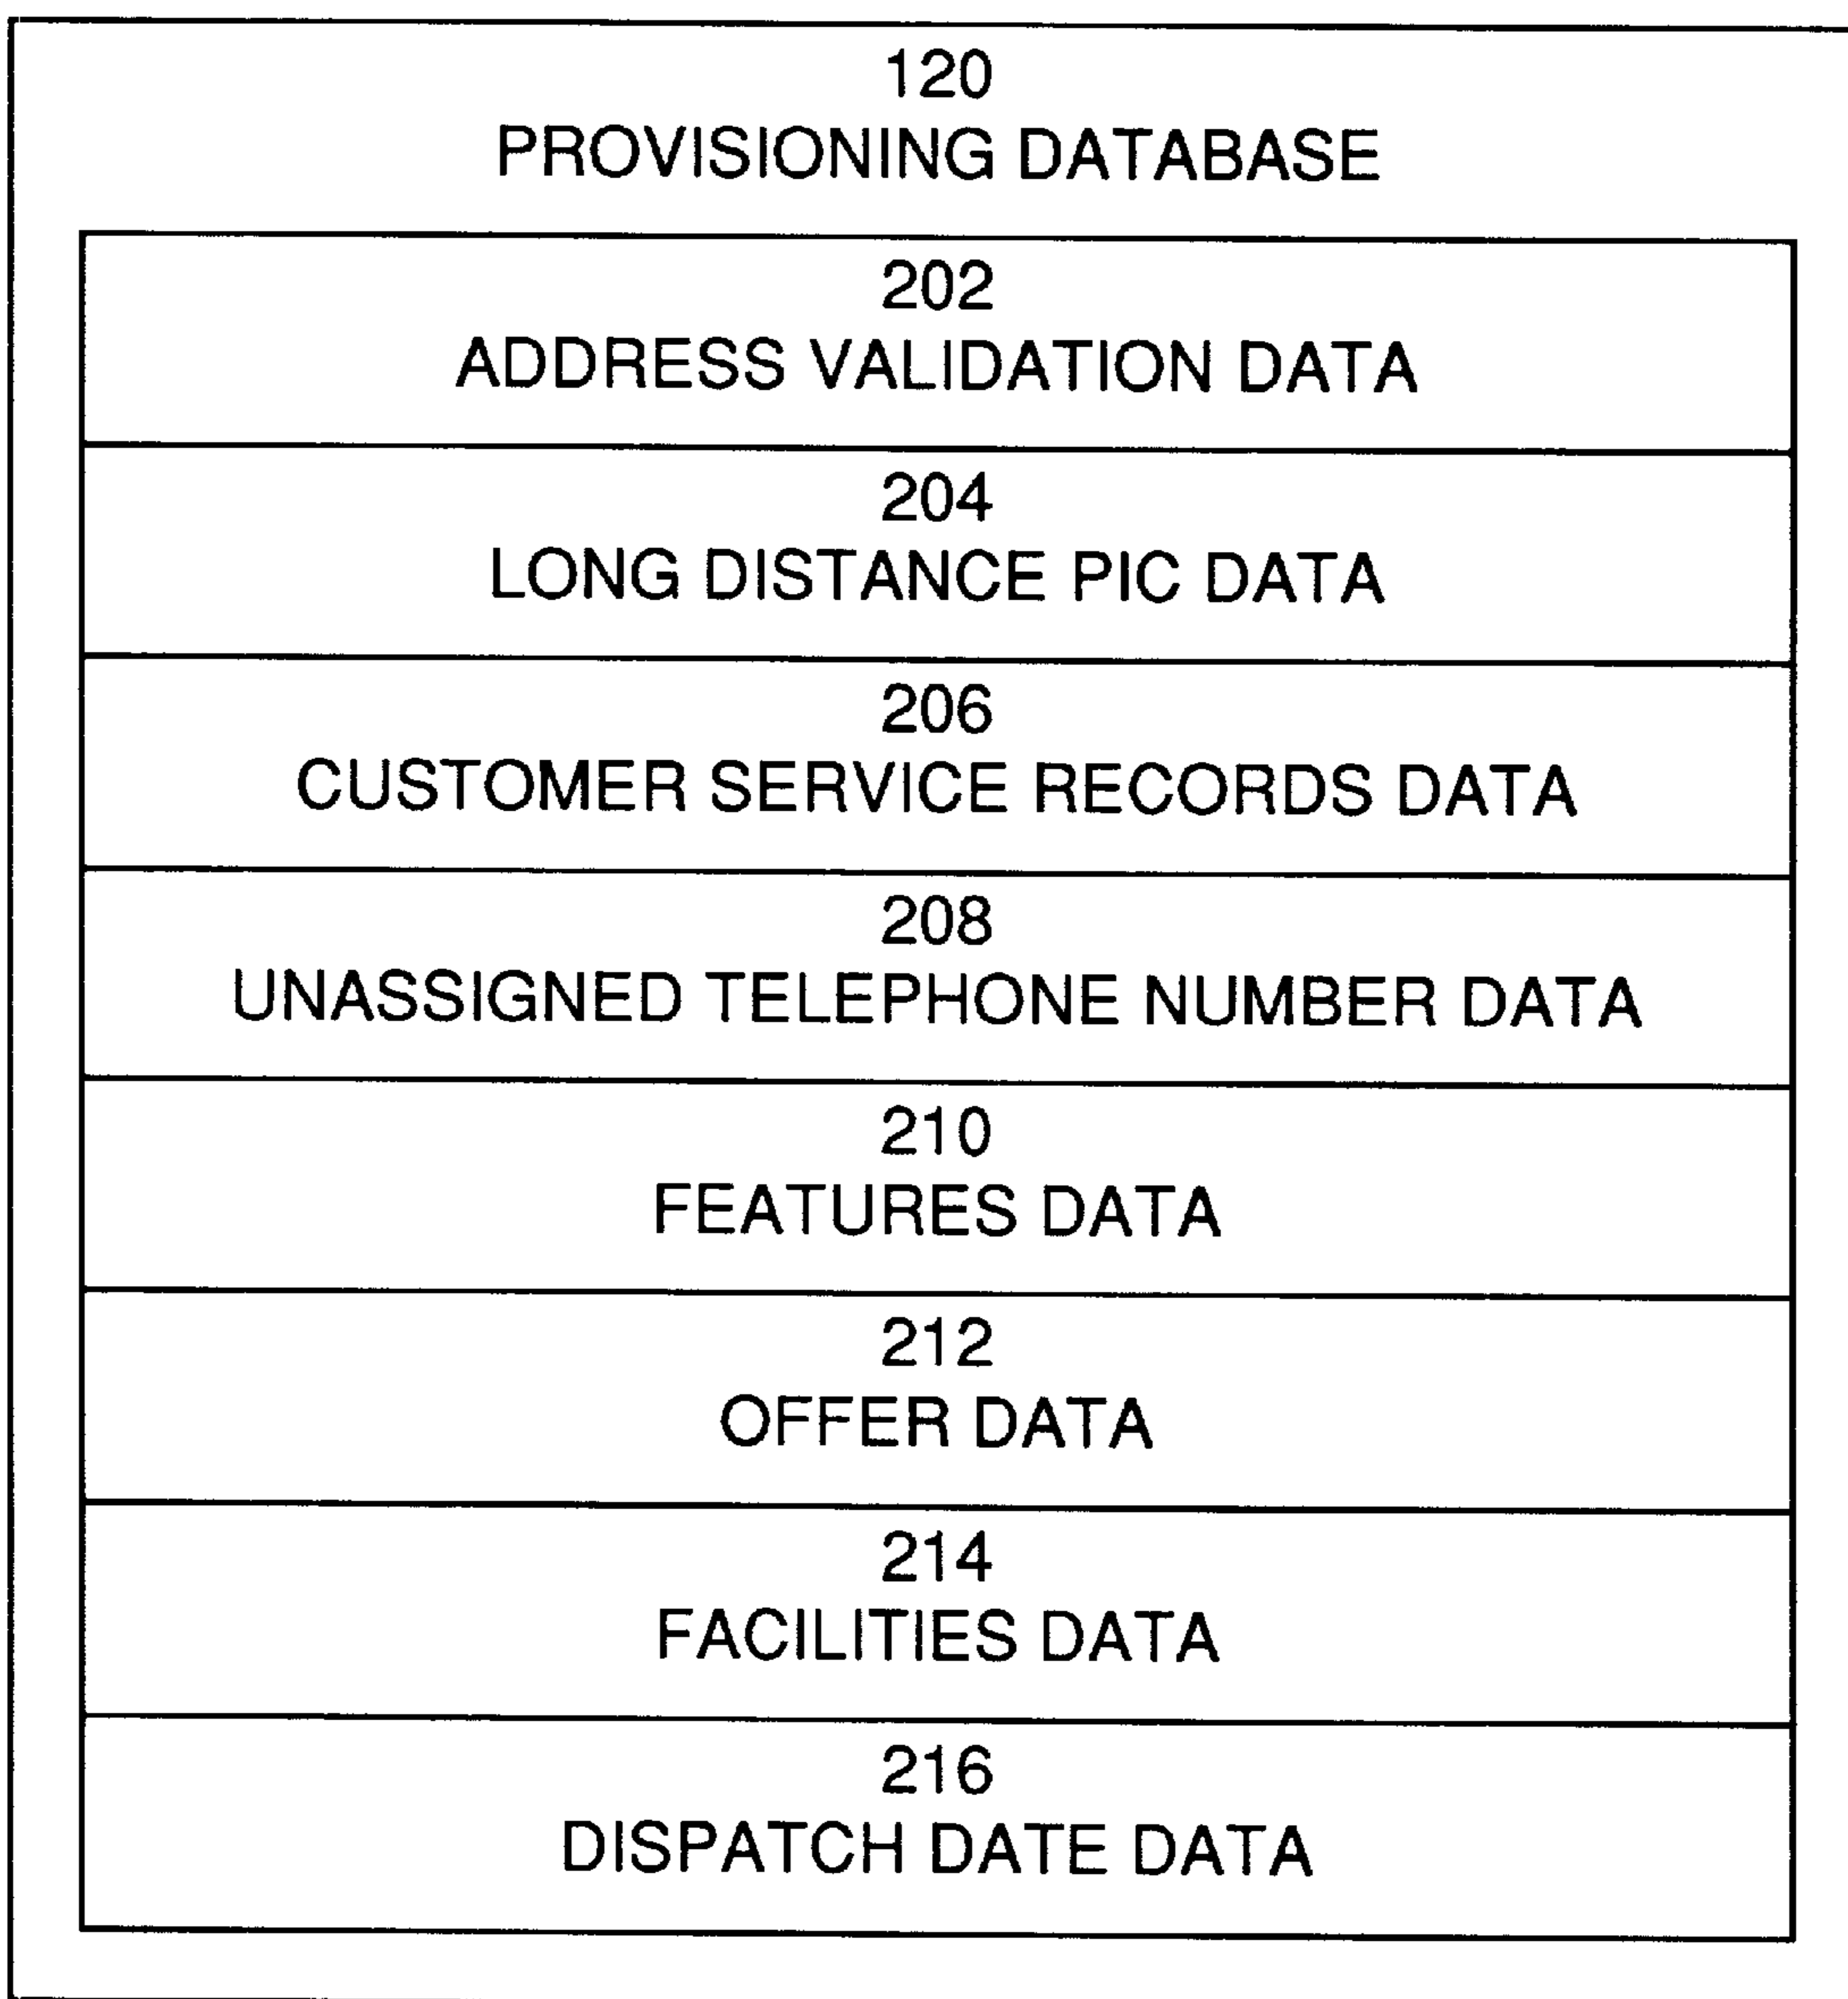 120
PROVISIONING DATABASE
202
ADDRESS VALIDATION DATA
204
LONG DISTANCE PIC DATA
206
CUSTOMER SERVICE RECORDS DATA
208
UNASSIGNED TELEPHONE NUMBER DATA
210
FEATURES DATA
212
OFFER DATA
214
FACILITIES DATA
216
DISPATCH DATE DATA